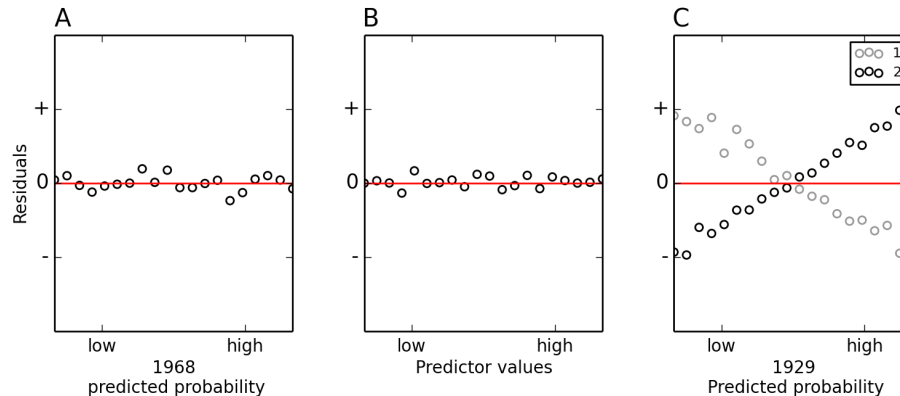 A
B
C
Residuals
+
0
-
low
high
1968
predicted probability
0
low
high
Predictor values
1
2
+
0
-
low
high
1929
Predicted probability